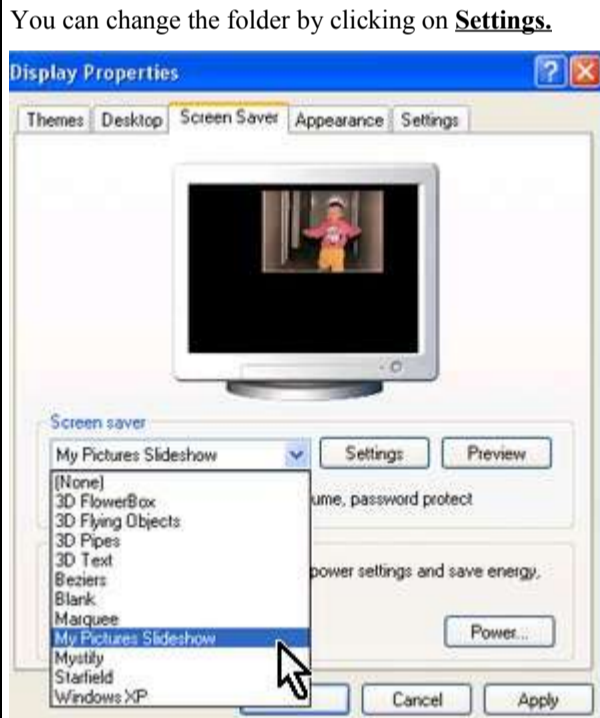 You can change the folder by clicking on Settings.
Display Properties
Themes Desktop Screen Saver Appearance Settings
Screen saver
My Pictures Slideshow Settings Preview
(None)
3D FlowerBox
ume, password protect
3D Flying Objects
3D Pipes
3D Text
power settings and save energy,
Beziers
Blank
Marquee
My Pictures Slideshow
Power...
Mystify
Starfield
Windows XP
Cancel Apply